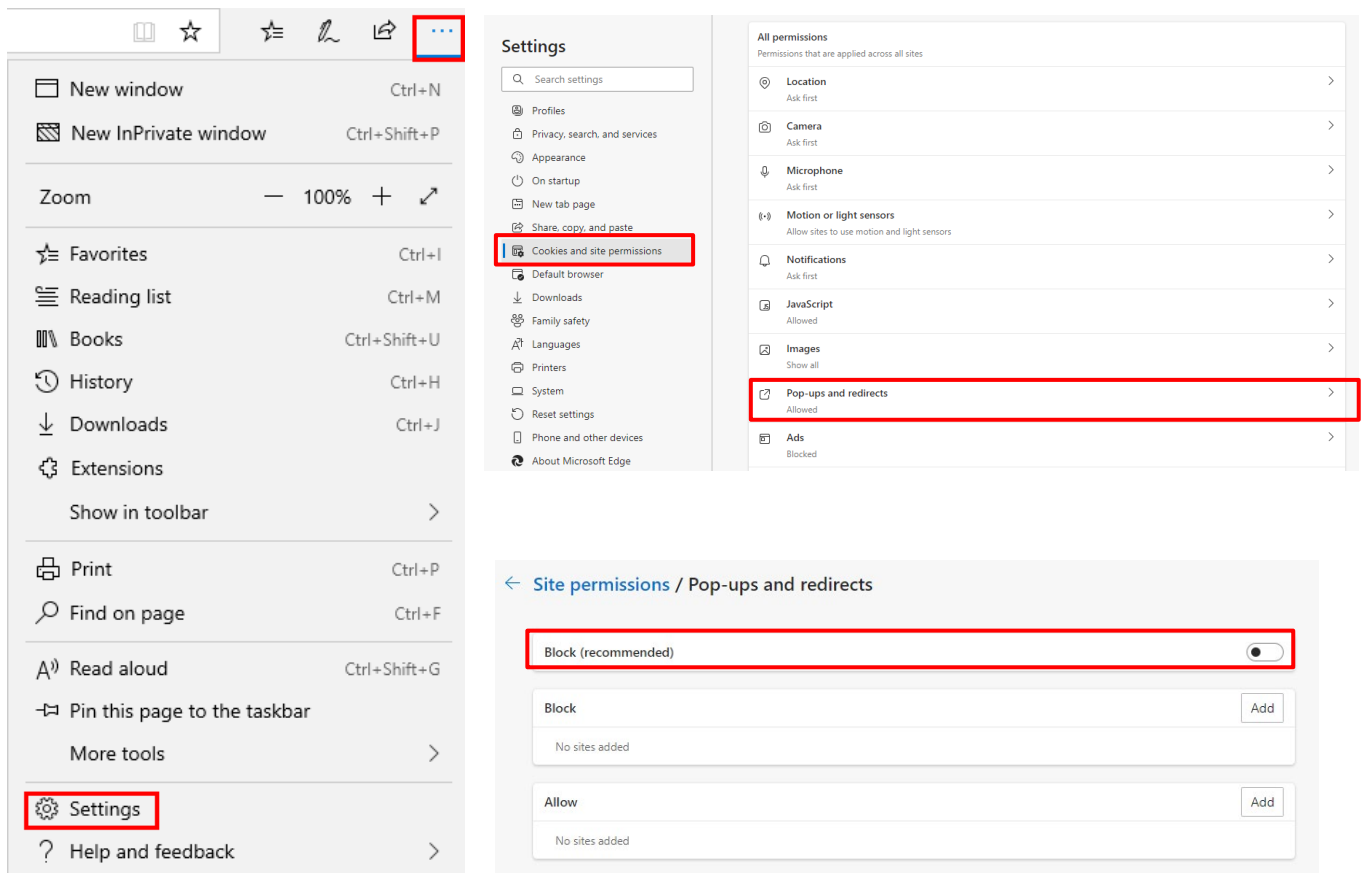 New window Ctrl+N
New InPrivate window Ctrl+Shift+P
Zoom — 100% +
Favorites Ctrl+I
Reading list Ctrl+M
Books Ctrl+Shift+U
History Ctrl+H
Downloads Ctrl+J
Extensions
Show in toolbar
Print Ctrl+P
Find on page Ctrl+F
Read aloud Ctrl+Shift+G
Pin this page to the taskbar
More tools
Settings
Help and feedback
Settings
Search settings
Profiles
Privacy, search, and services
Appearance
On startup
New tab page
Share, copy, and paste
Cookies and site permissions
Default browser
Downloads
Family safety
Languages
Printers
System
Reset settings
Phone and other devices
About Microsoft Edge
All permissions
Permissions that are applied across all sites
Location
Ask first
Camera
Ask first
Microphone
Ask first
Motion or light sensors
Allow sites to use motion and light sensors
Notifications
Ask first
JavaScript
Allowed
Images
Show all
Pop-ups and redirects
Allowed
Ads
Blocked
Site permissions / Pop-ups and redirects
Block (recommended)
Block Add
No sites added
Allow Add
No sites added